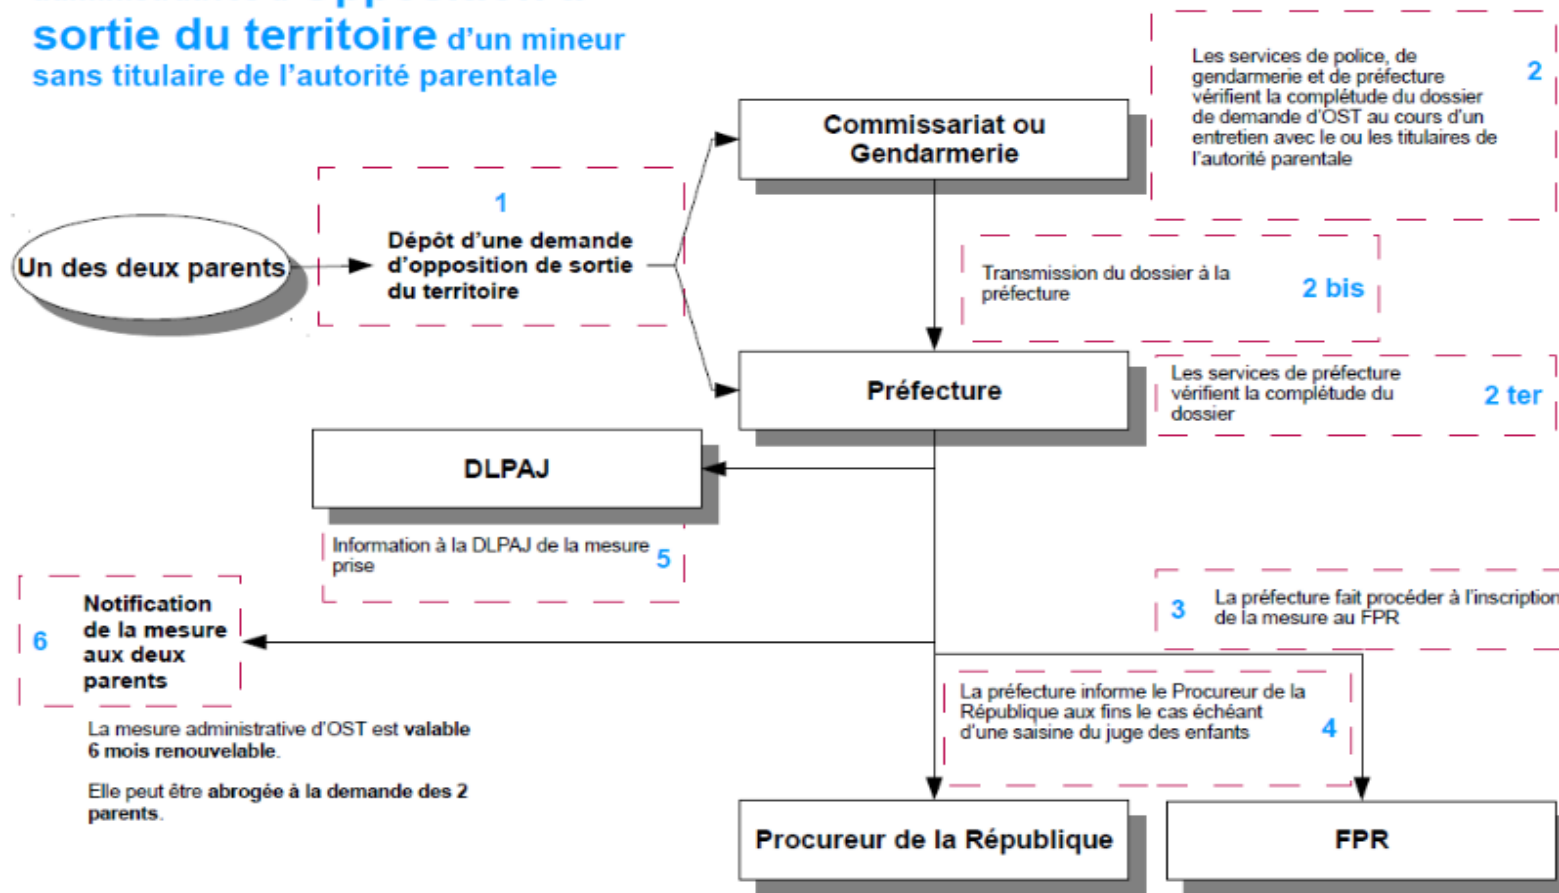 sortie du territoire d'un mineur
sans titulaire de l'autorité parentale
Les services de police, de
gendarmerie et de préfecture
vérifient la complétude du dossier
de demande d'OST au cours d'un
entretien avec le ou les titulaires de
l'autorité parentale
2
Commissariat ou
Gendarmerie
1
Dépôt d'une demande
d'opposition de sortie
du territoire
Un des deux parents
Transmission du dossier à la
préfecture
2 bis
Préfecture
Les services de préfecture
vérifient la complétude du
dossier
2 ter
DLPAJ
Information à la DLPAJ de la mesure
prise
5
3
La préfecture fait procéder à l'inscription
de la mesure au FPR
6
Notification
de la mesure
aux deux
parents
La préfecture informe le Procureur de la
République aux fins le cas échéant
d'une saisine du juge des enfants
4
La mesure administrative d'OST est valable
6 mois renouvelable.
Elle peut être abrogée à la demande des 2
parents.
Procureur de la République
FPR